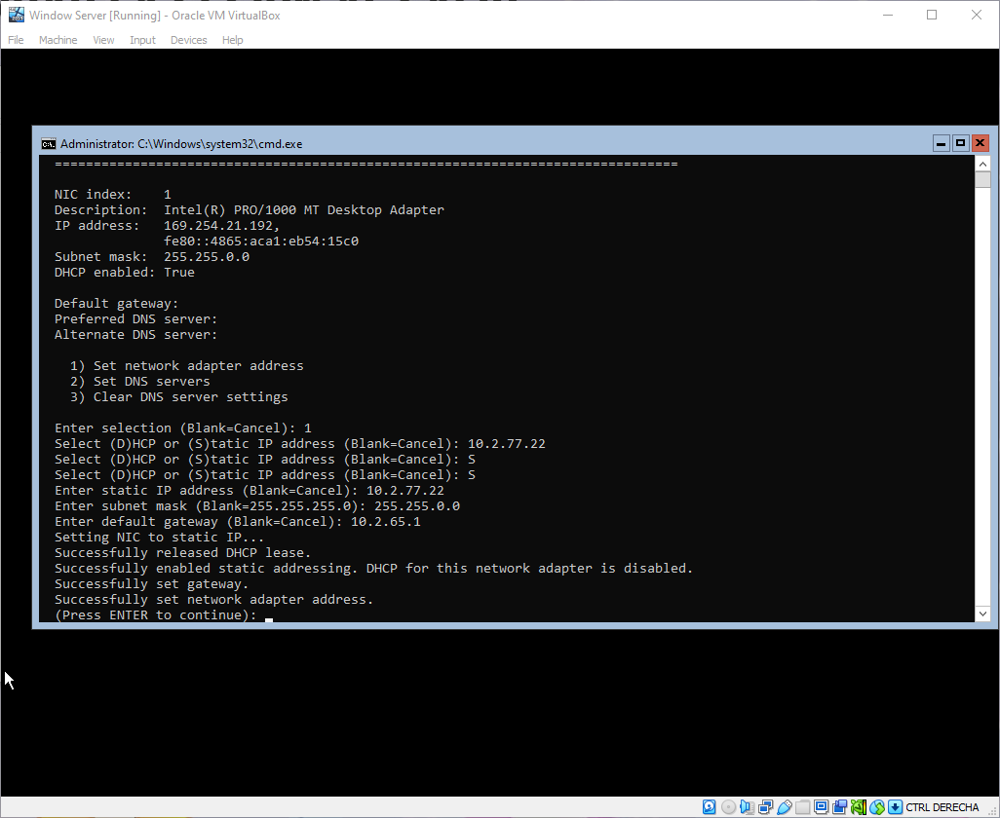 Window Server [Running] - Oracle VM VirtualBox
File Machine View Input Devices Help
Administrator: C:\Windows\system32\cmd.exe
================================================================================
NIC index: 1
Description: Intel(R) PRO/1000 MT Desktop Adapter
IP address: 169.254.21.192,
fe80::4865:aca1:eb54:15c0
Subnet mask: 255.255.0.0
DHCP enabled: True
Default gateway:
Preferred DNS server:
Alternate DNS server:
1) Set network adapter address
2) Set DNS servers
3) Clear DNS server settings
Enter selection (Blank=Cancel): 1
Select (D)HCP or (S)tatic IP address (Blank=Cancel): 10.2.77.22
Select (D)HCP or (S)tatic IP address (Blank=Cancel): S
Select (D)HCP or (S)tatic IP address (Blank=Cancel): S
Enter static IP address (Blank=Cancel): 10.2.77.22
Enter subnet mask (Blank=255.255.255.0): 255.255.0.0
Enter default gateway (Blank=Cancel): 10.2.65.1
Setting NIC to static IP...
Successfully released DHCP lease.
Successfully enabled static addressing. DHCP for this network adapter is disabled.
Successfully set gateway.
Successfully set network adapter address.
(Press ENTER to continue):
CTRL DERECHA